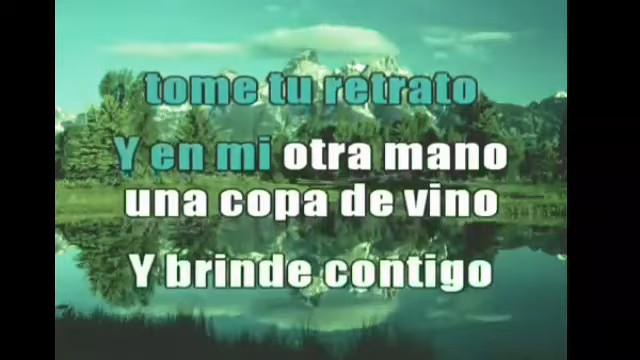 tome tu retrato
Y en mi otra mano
una copa de vino
Y brinde contigo